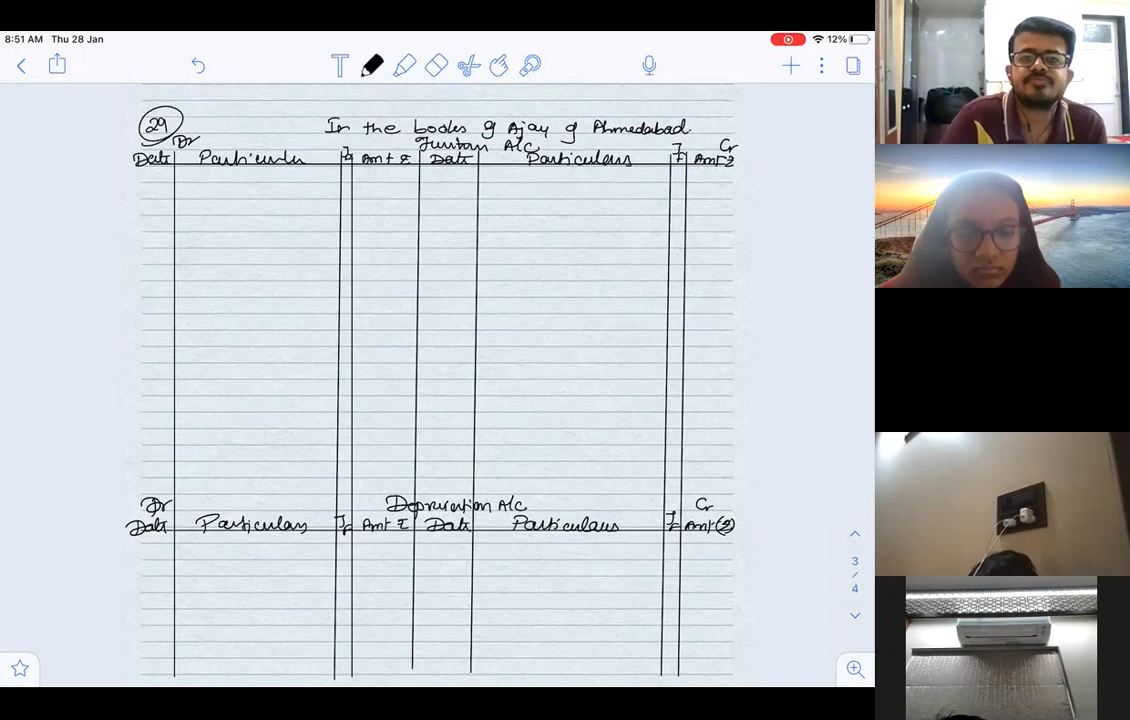 8:51 AM Thu 28 Jan
12%
T
29
In the books of Ajay of Ahmedabad.
Furniture A/c
Dr Cr
Date Particulars J.F Amt ₹ Date Particulars J.F Amt ₹
Depreciation A/c
Dr Cr
Date Particulars J.F Amt ₹ Date Particulars J.F Amt (₹)
3
/
4